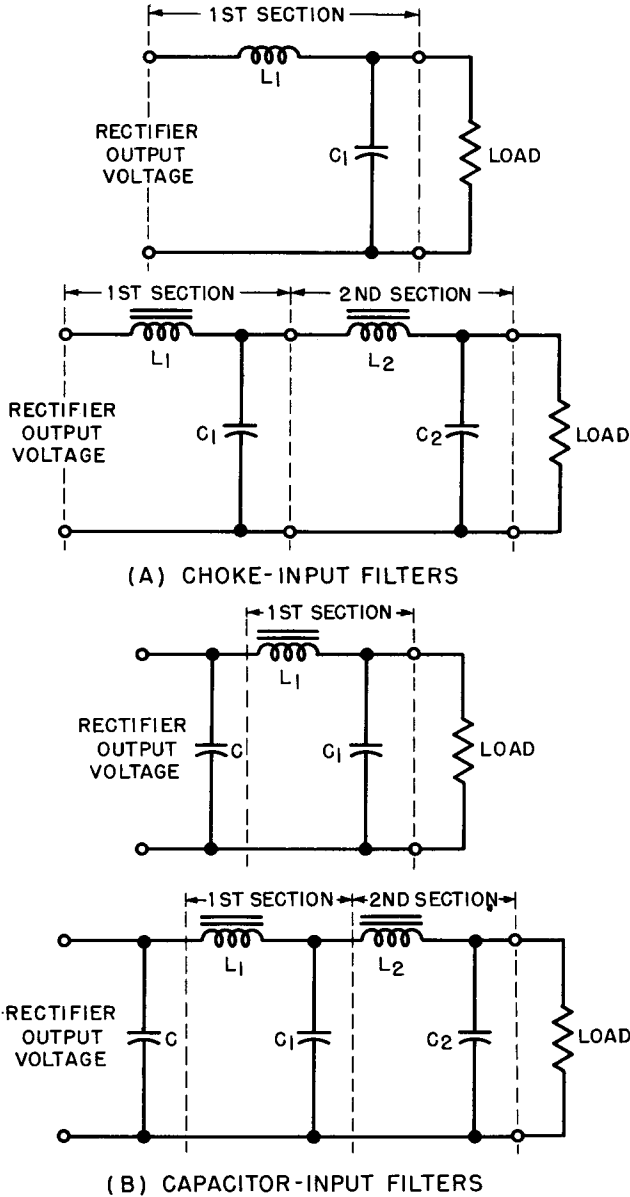 1ST SECTION
L1
RECTIFIER
OUTPUT
VOLTAGE
C1
LOAD
1ST SECTION
2ND SECTION
L1
L2
RECTIFIER
OUTPUT
VOLTAGE
C1
C2
LOAD
(A) CHOKE-INPUT FILTERS
1ST SECTION
L1
RECTIFIER
OUTPUT
VOLTAGE
C
C1
LOAD
1ST SECTION
2ND SECTION
L1
L2
RECTIFIER
OUTPUT
VOLTAGE
C
C1
C2
LOAD
(B) CAPACITOR-INPUT FILTERS